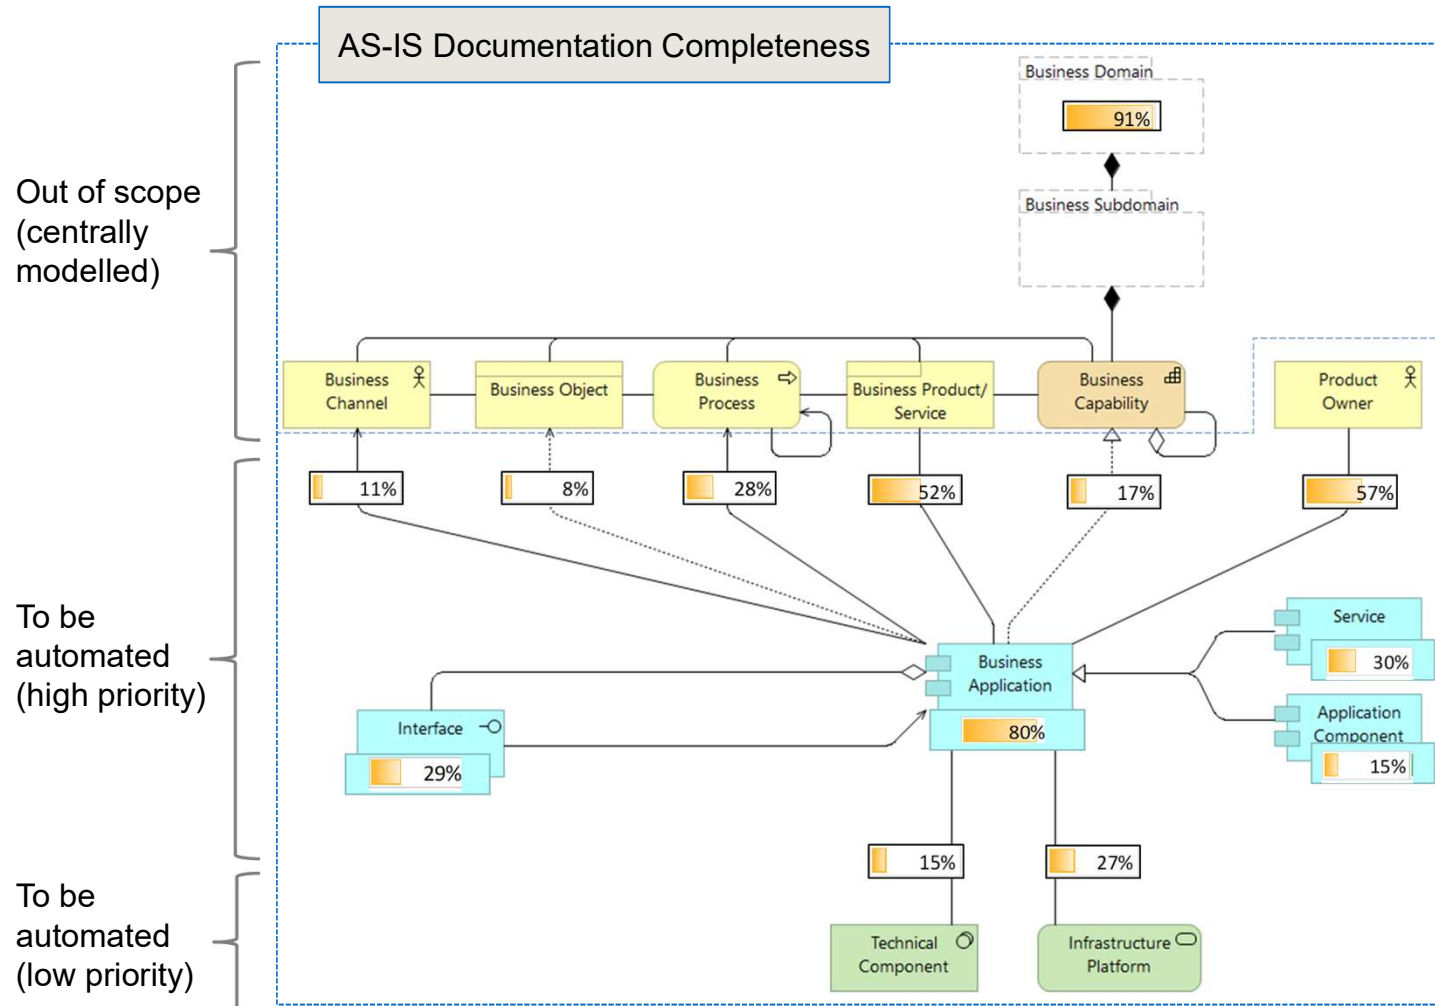 AS-IS Documentation Completeness
Business Domain
91%
Out of scope
(centrally
modelled)
Business Subdomain
Business
Channel
Business Object
Business
Process
Business Product/
Service
Business
Capability
Product
Owner
11%
8%
28%
52%
17%
57%
To be
automated
(high priority)
Service
30%
Business
Application
80%
Interface
29%
Application
Component
15%
15%
27%
To be
automated
(low priority)
Technical
Component
Infrastructure
Platform